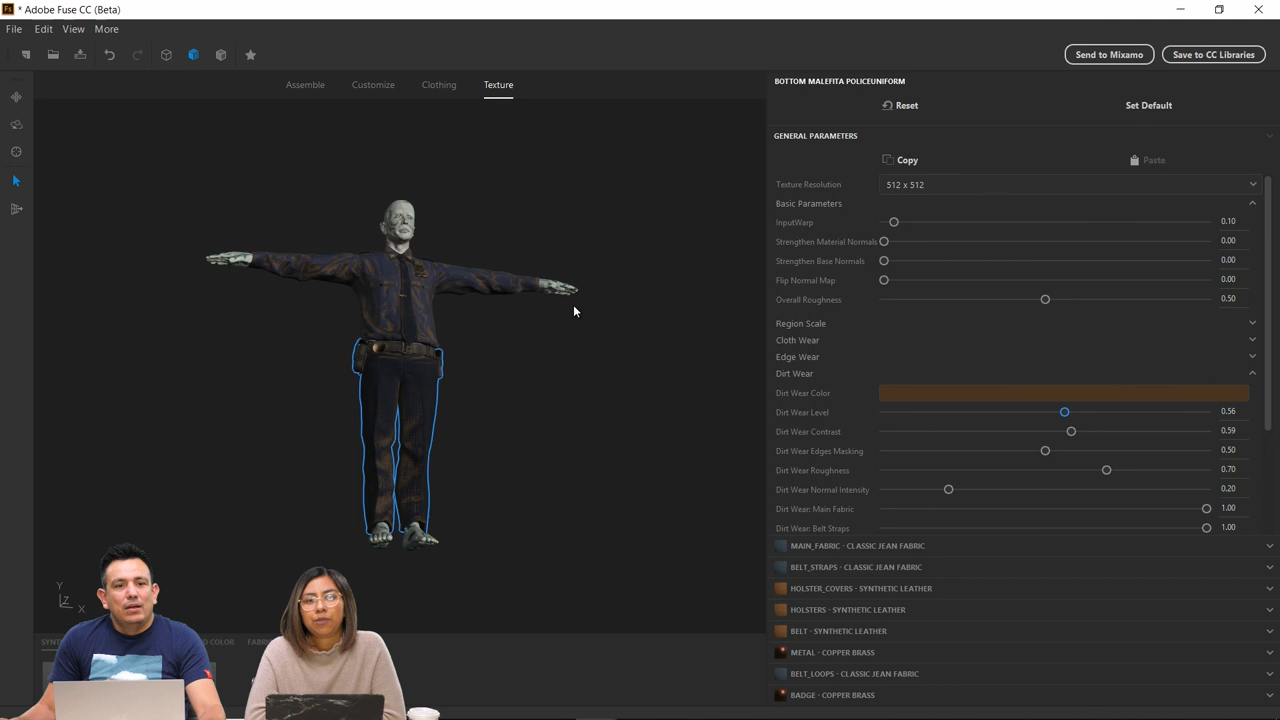 Fs * Adobe Fuse CC (Beta)
File Edit View More
Send to Mixamo Save to CC Libraries
Assemble Customize Clothing Texture
BOTTOM MALEFITA POLICEUNIFORM
Reset Set Default
GENERAL PARAMETERS
Copy Paste
Texture Resolution 512 x 512
Basic Parameters
InputWarp 0.10
Strengthen Material Normals 0.00
Strengthen Base Normals 0.00
Flip Normal Map 0.00
Overall Roughness 0.50
Region Scale
Cloth Wear
Edge Wear
Dirt Wear
Dirt Wear Color
Dirt Wear Level 0.56
Dirt Wear Contrast 0.59
Dirt Wear Edges Masking 0.50
Dirt Wear Roughness 0.70
Dirt Wear Normal Intensity 0.20
Dirt Wear: Main Fabric 1.00
Dirt Wear: Belt Straps 1.00
MAIN_FABRIC - CLASSIC JEAN FABRIC
BELT_STRAPS - CLASSIC JEAN FABRIC
HOLSTER_COVERS - SYNTHETIC LEATHER
HOLSTERS - SYNTHETIC LEATHER
BELT - SYNTHETIC LEATHER
METAL - COPPER BRASS
BELT_LOOPS - CLASSIC JEAN FABRIC
BADGE - COPPER BRASS
Y
Z X
COLOR